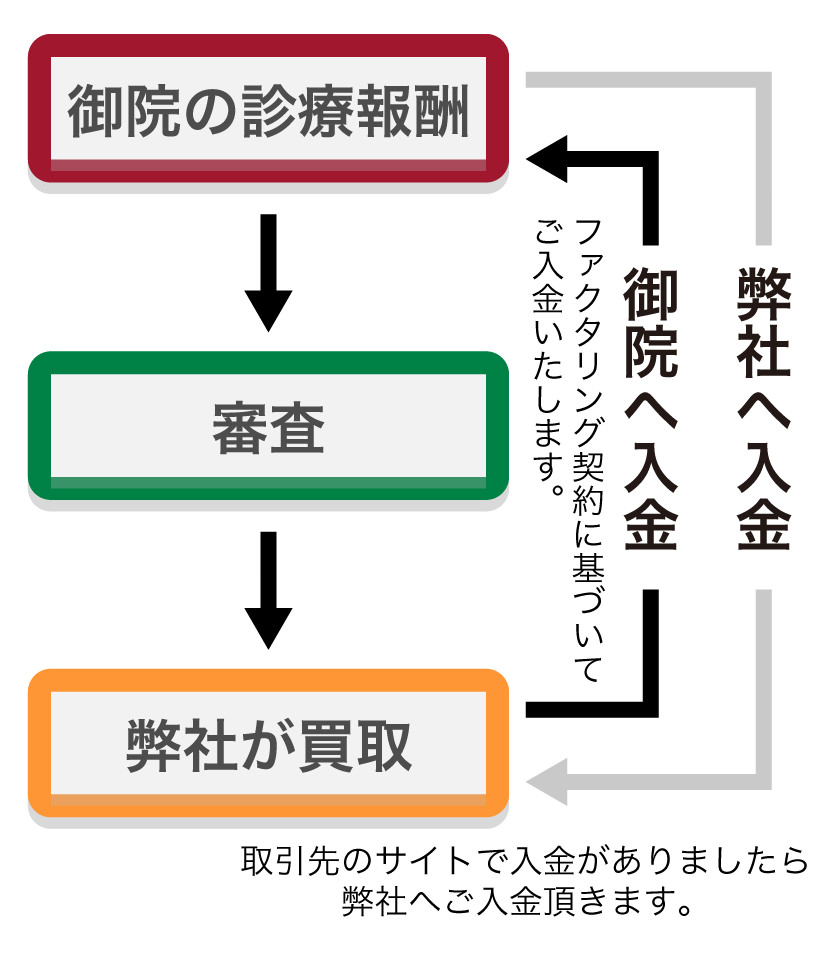 御院の診療報酬
審査
弊社が買取
弊社へ入金
御院へ入金
ファクタリング契約に基づいて
ご入金いたします。
取引先のサイトで入金がありましたら
弊社へご入金頂きます。